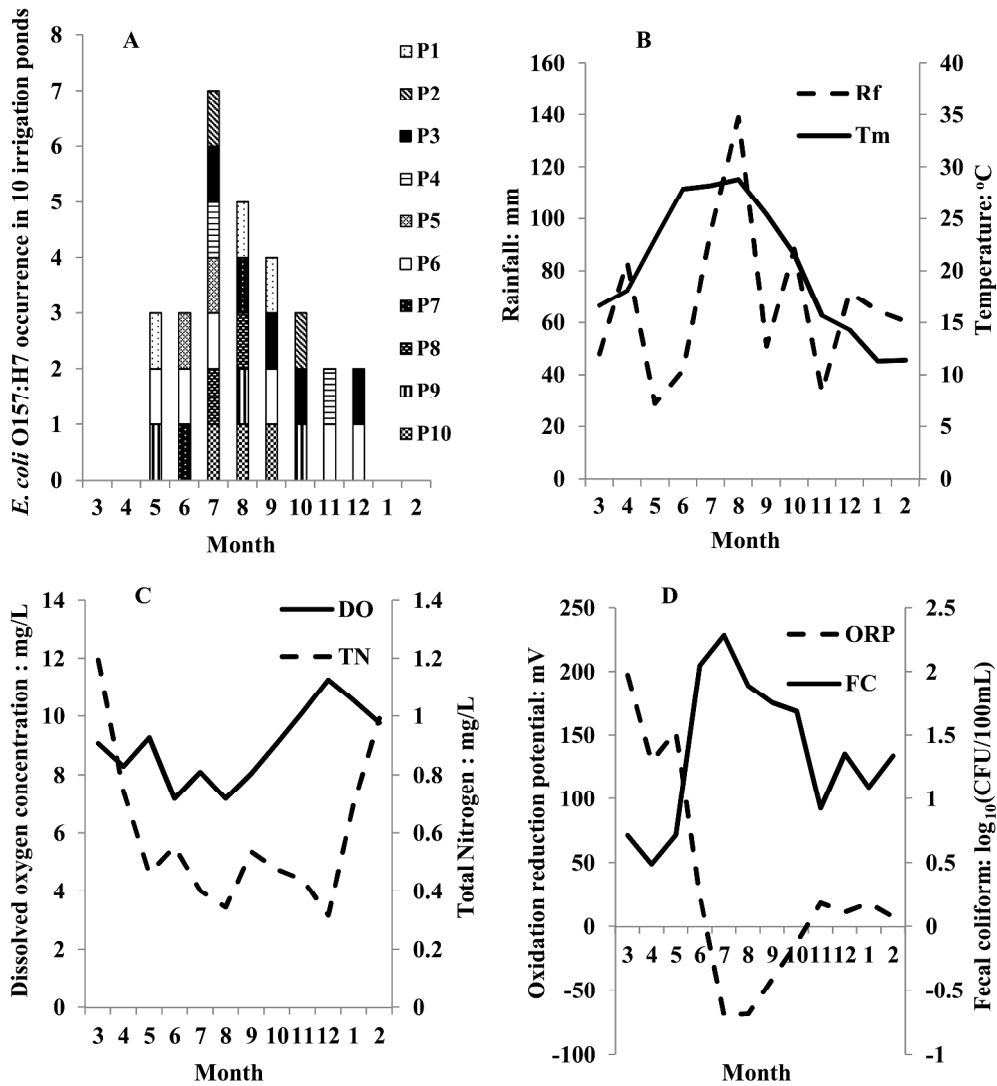 A
E. coli O157:H7 occurrence in 10 irrigation ponds
8
7
6
5
4
3
2
1
0
3 4 5 6 7 8 9 10 11 12 1 2
Month
P1
P2
P3
P4
P5
P6
P7
P8
P9
P10
B
Rainfall: mm
160
140
120
100
80
60
40
20
0
Rf
Tm
40
35
30
25
20
15
10
5
0
Temperature: ºC
3 4 5 6 7 8 9 10 11 12 1 2
Month
C
Dissolved oxygen concentration : mg/L
14
12
10
8
6
4
2
0
DO
TN
1.4
1.2
1
0.8
0.6
0.4
0.2
0
Total Nitrogen : mg/L
3 4 5 6 7 8 9 10 11 12 1 2
Month
D
Oxidation reduction potential: mV
250
200
150
100
50
0
-50
-100
ORP
FC
2.5
2
1.5
1
0.5
0
-0.5
-1
Fecal coliform: log10(CFU/100mL)
3 4 5 6 7 8 9 10 11 12 1 2
Month